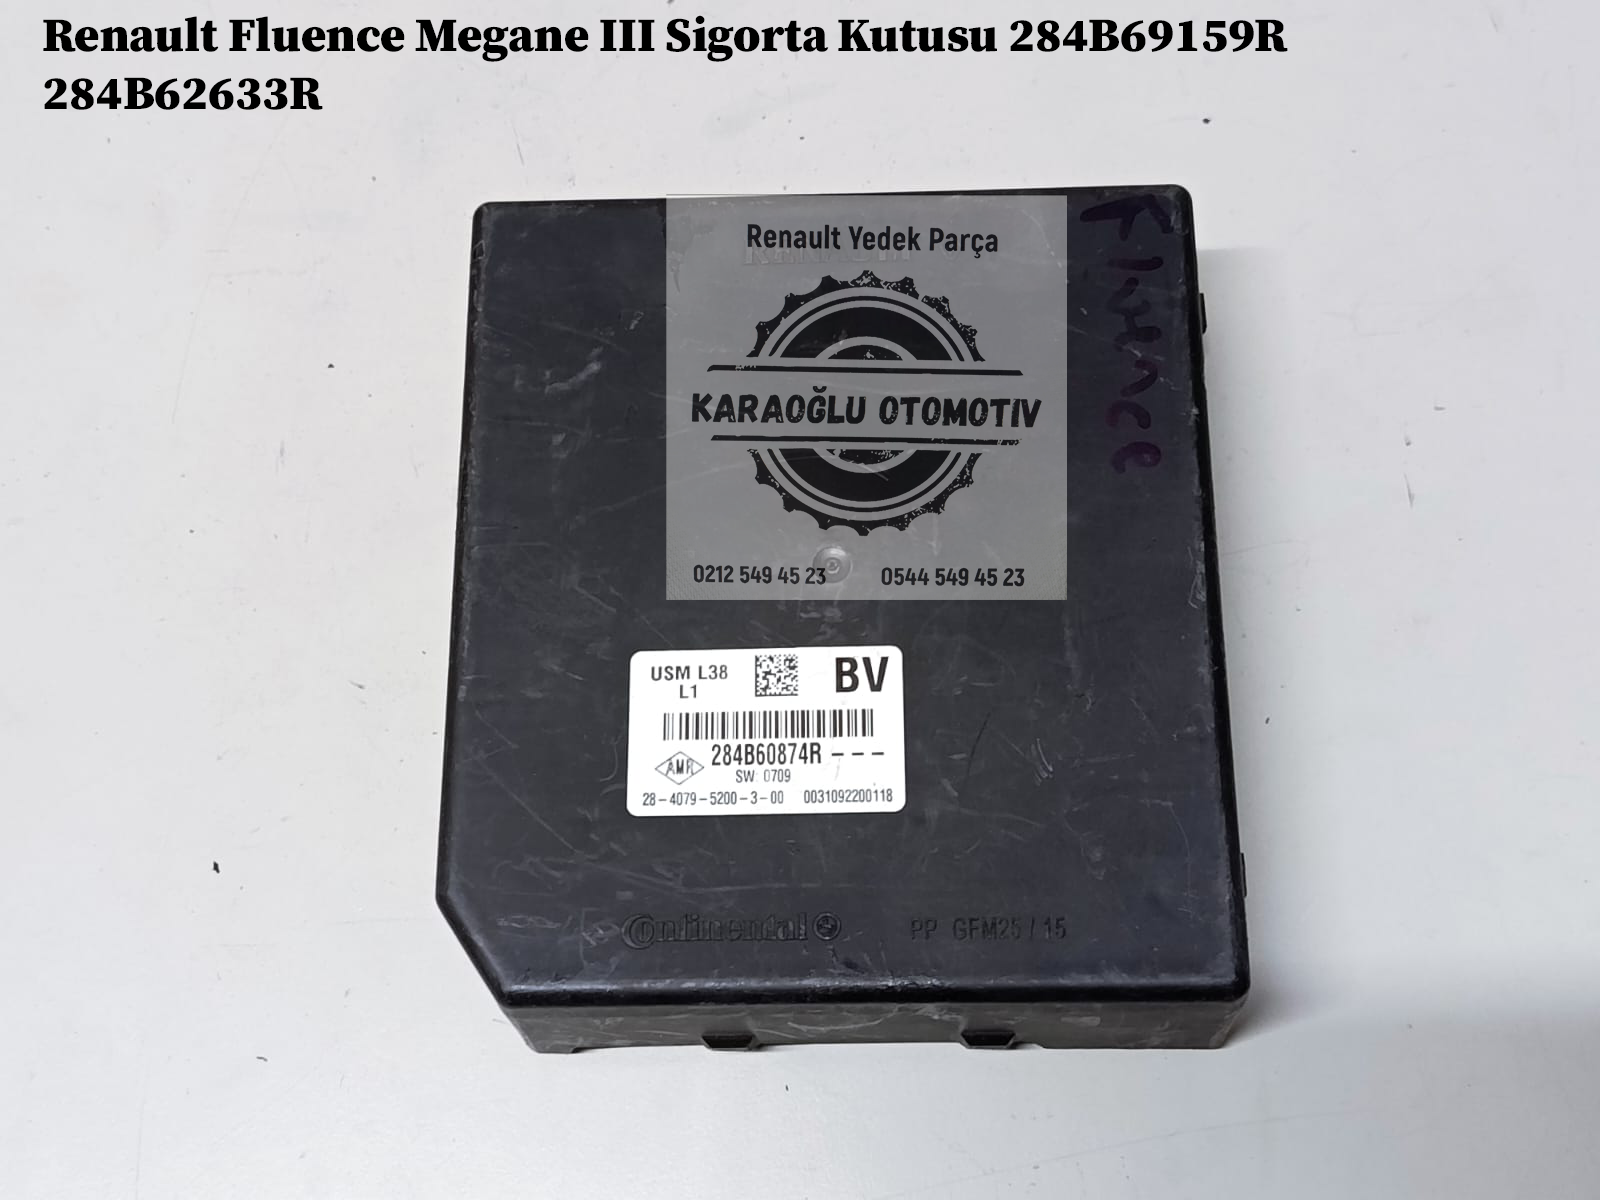 Renault Fluence Megane III Sigorta Kutusu 284B69159R
284B62633R
Renault Yedek Parça
RENAULT
KARAOĞLU OTOMOTIV
0212 549 45 23 0544 549 45 23
Fluence
USM L38
L1
BV
284B60874R - - -
SW: 0709
28-4079-5200-3-00 0031092200118
Continental
PP GFM25 / 15